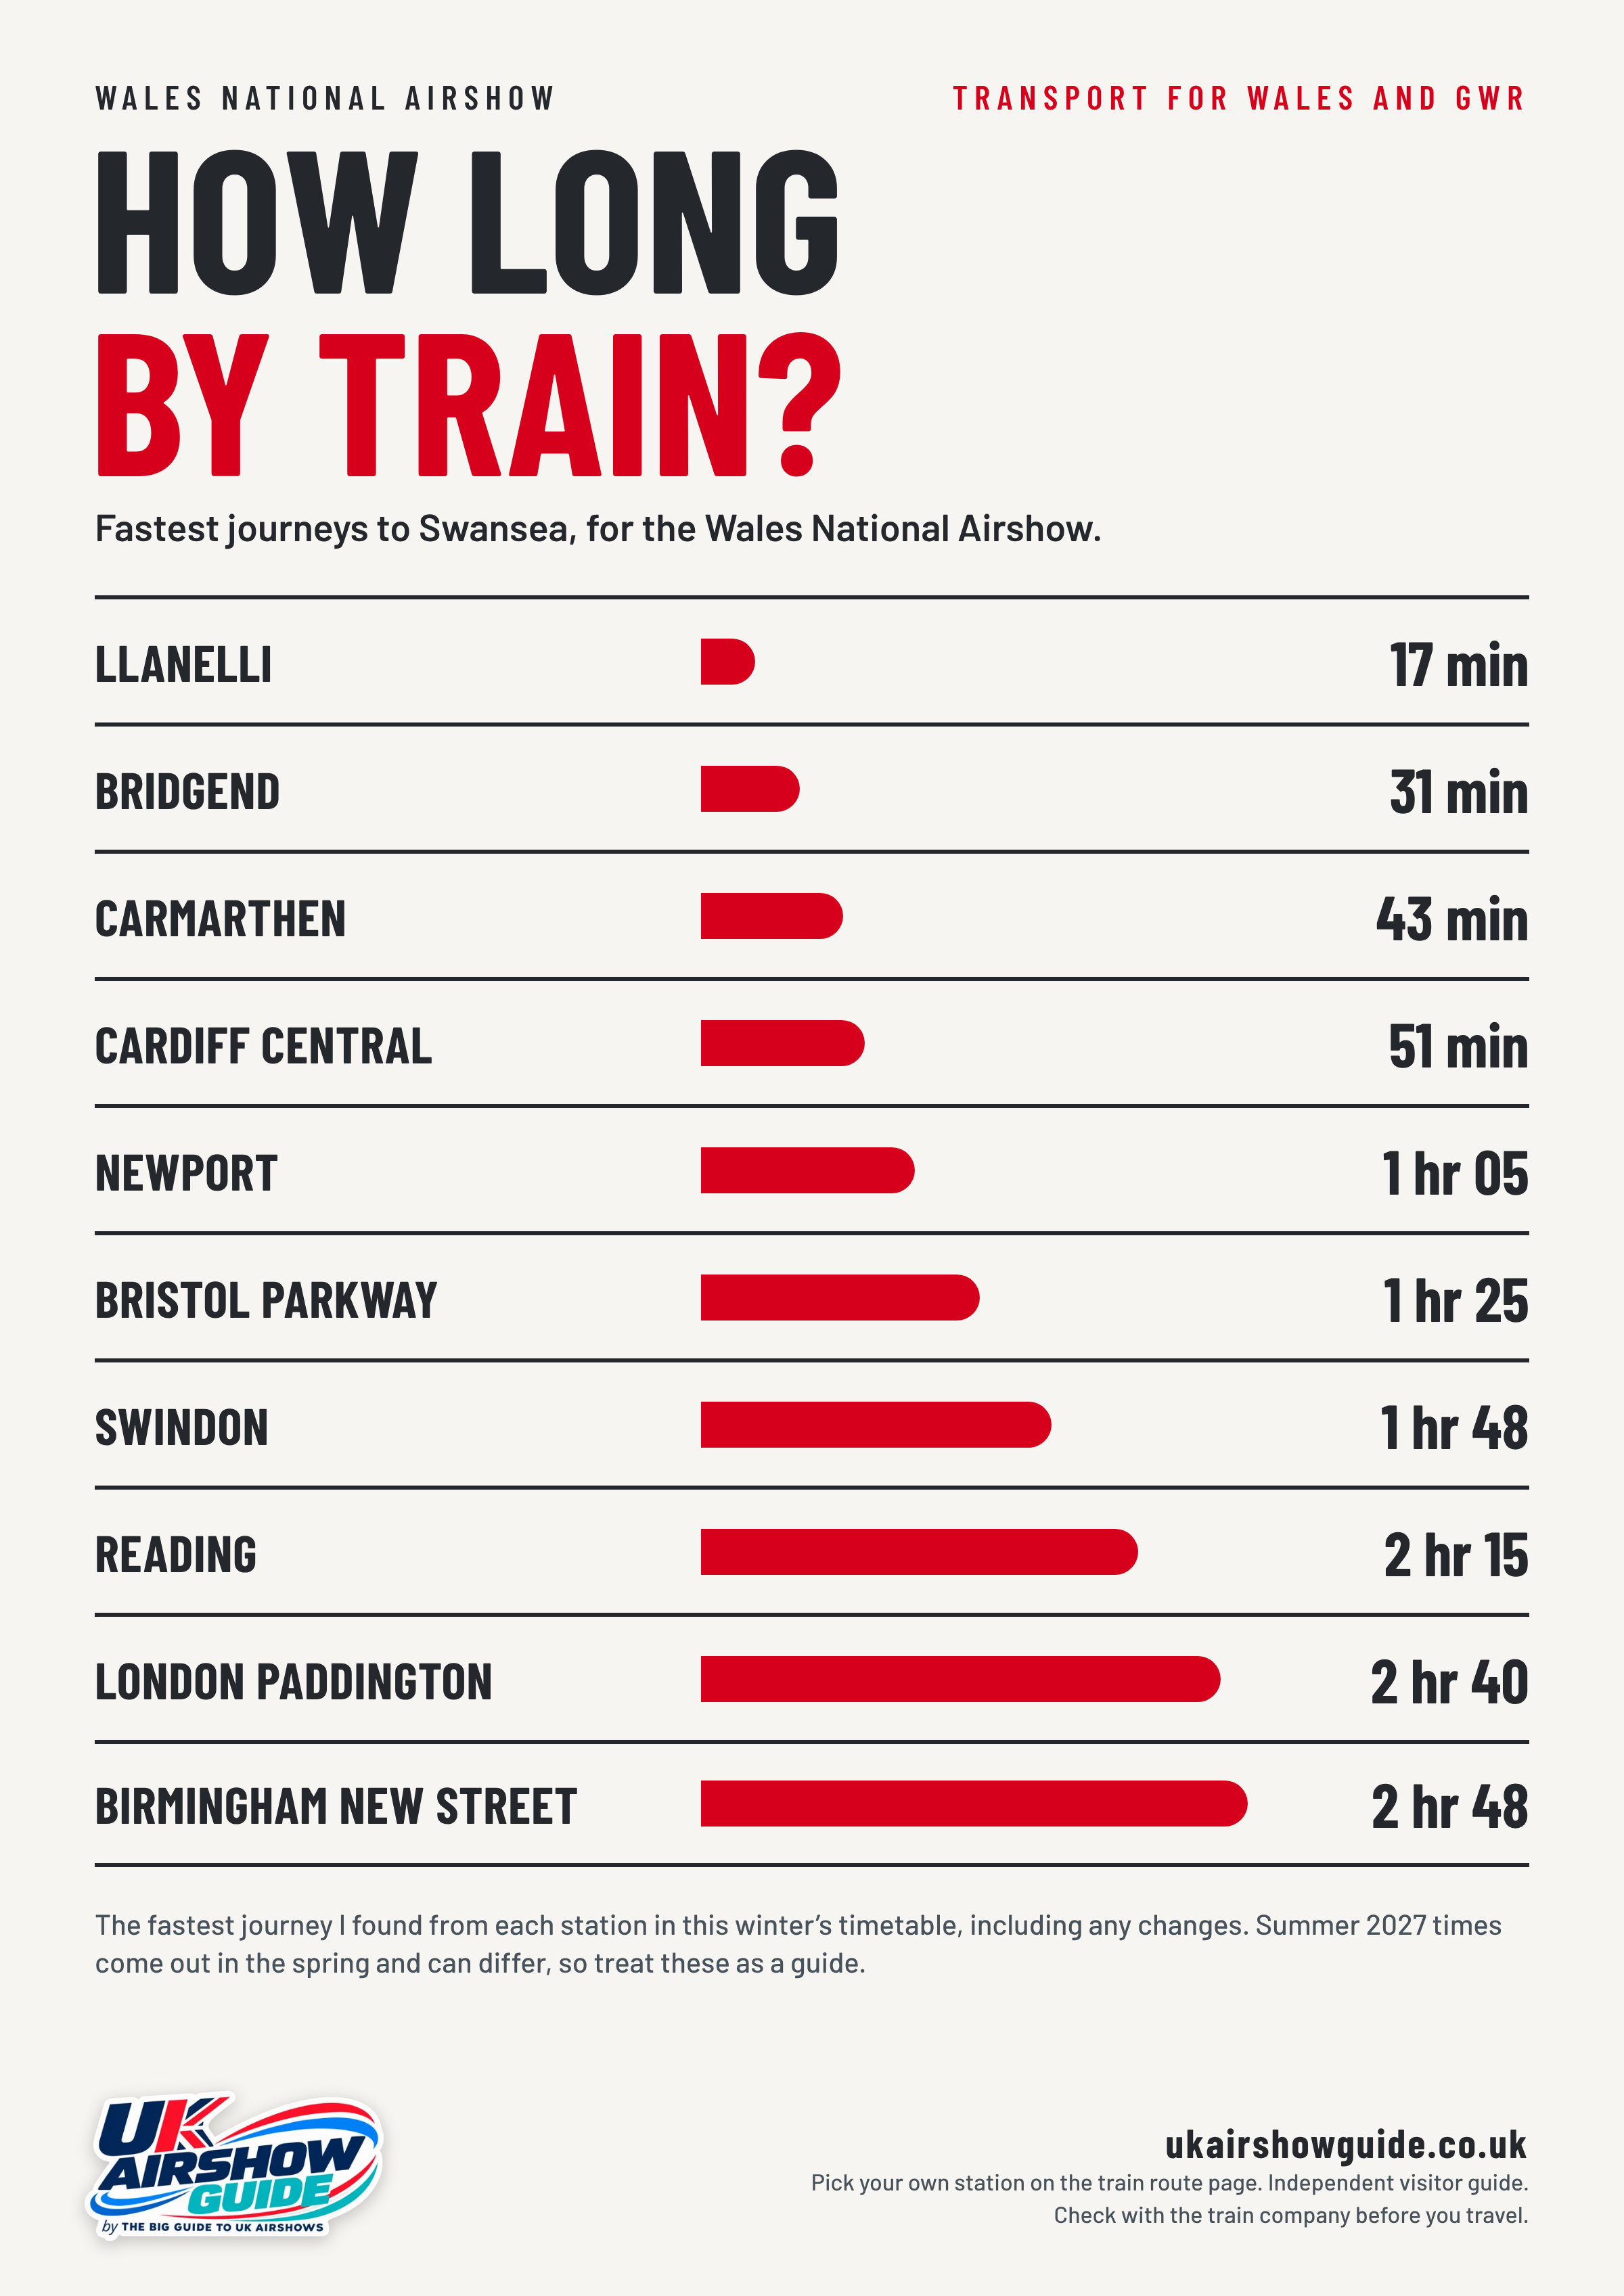 WALES NATIONAL AIRSHOW
TRANSPORT FOR WALES AND GWR
HOW LONG
BY TRAIN?
Fastest journeys to Swansea, for the Wales National Airshow.
LLANELLI 17 min
BRIDGEND 31 min
CARMARTHEN 43 min
CARDIFF CENTRAL 51 min
NEWPORT 1 hr 05
BRISTOL PARKWAY 1 hr 25
SWINDON 1 hr 48
READING 2 hr 15
LONDON PADDINGTON 2 hr 40
BIRMINGHAM NEW STREET 2 hr 48
The fastest journey I found from each station in this winter’s timetable, including any changes. Summer 2027 times
come out in the spring and can differ, so treat these as a guide.
UK
AIRSHOW
GUIDE
by THE BIG GUIDE TO UK AIRSHOWS
ukairshowguide.co.uk
Pick your own station on the train route page. Independent visitor guide.
Check with the train company before you travel.